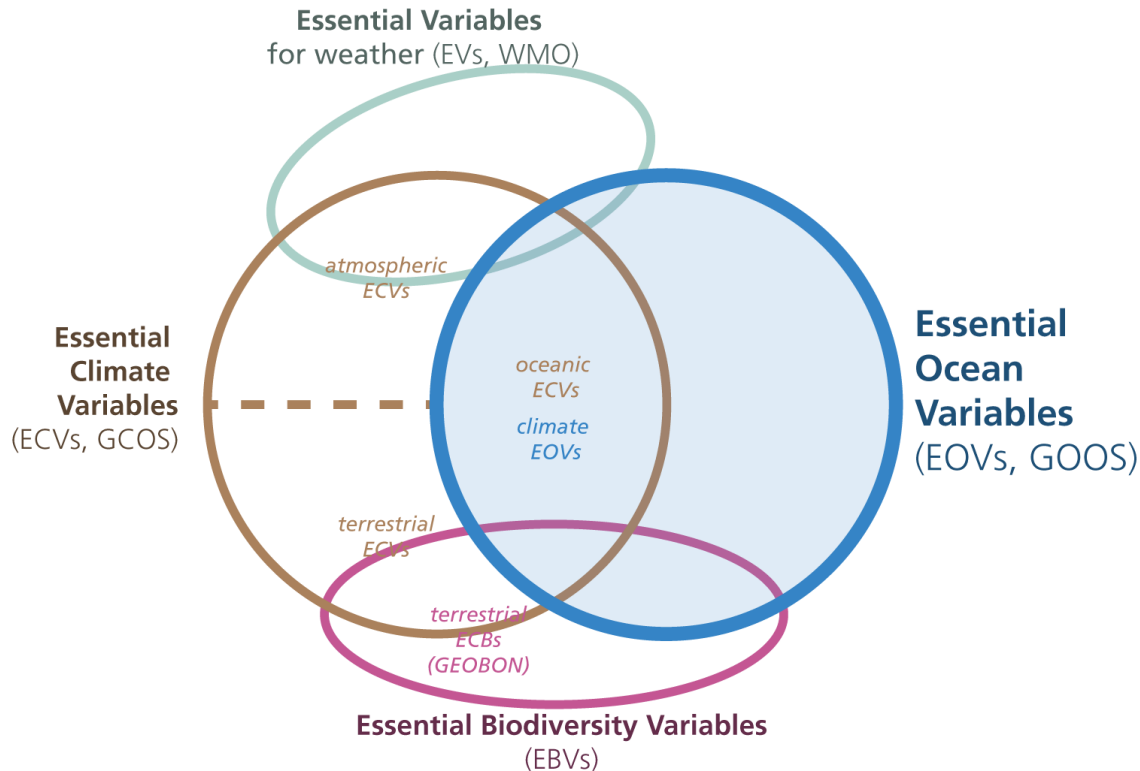 Essential Variables
for weather (EVs, WMO)
atmospheric
ECVs
Essential
Climate
Variables
(ECVs, GCOS)
oceanic
ECVs
climate
EOVs
Essential
Ocean
Variables
(EOVs, GOOS)
terrestrial
ECVs
terrestrial
ECBs
(GEOBON)
Essential Biodiversity Variables
(EBVs)